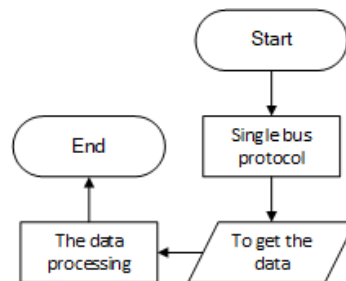 Start
Single bus
protocol
To get the
data
The data
processing
End